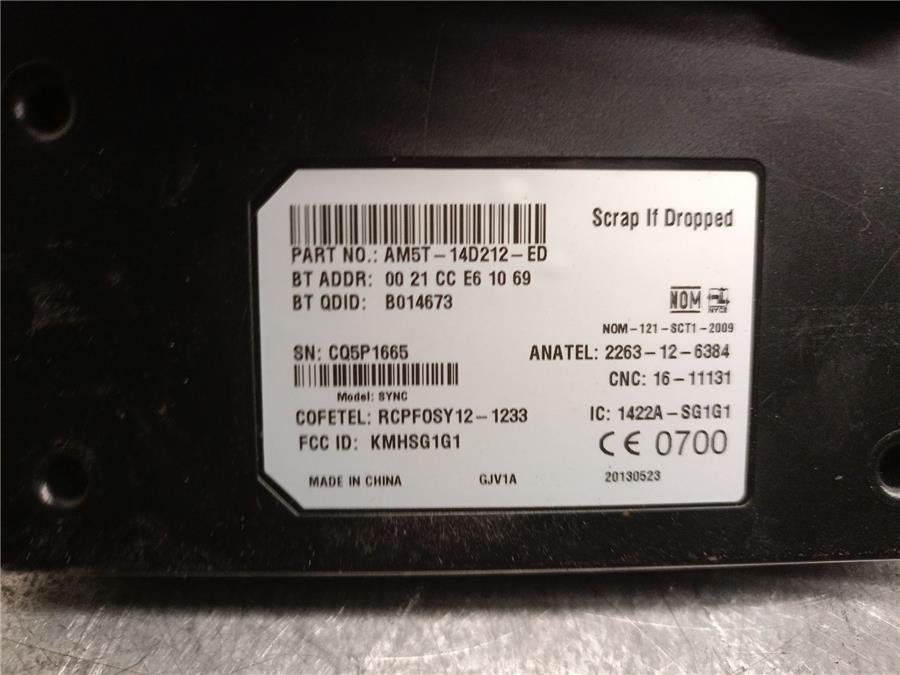 Scrap If Dropped
PART NO.: AM5T-14D212-ED
BT ADDR: 00 21 CC E6 10 69
BT QDID: B014673
NOM
NOM-121-SCT1-2009
SN: CQ5P1665
ANATEL: 2263-12-6384
CNC: 16-11131
Model: SYNC
COFETEL: RCPFOSY12-1233
IC: 1422A-SG1G1
FCC ID: KMHSG1G1
CE 0700
MADE IN CHINA
GJV1A
20130523